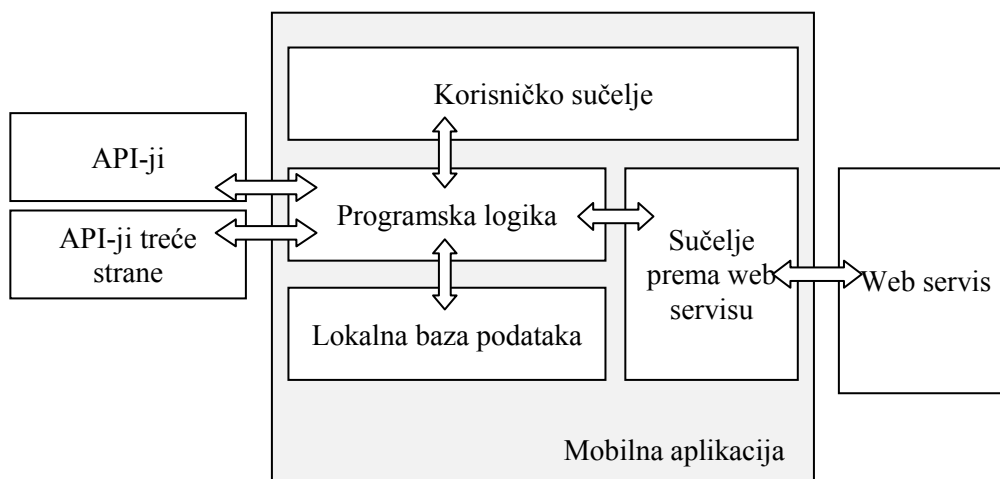 Korisničko sučelje
API-ji
API-ji treće
strane
Programska logika
Lokalna baza podataka
Sučelje
prema web
servisu
Web servis
Mobilna aplikacija